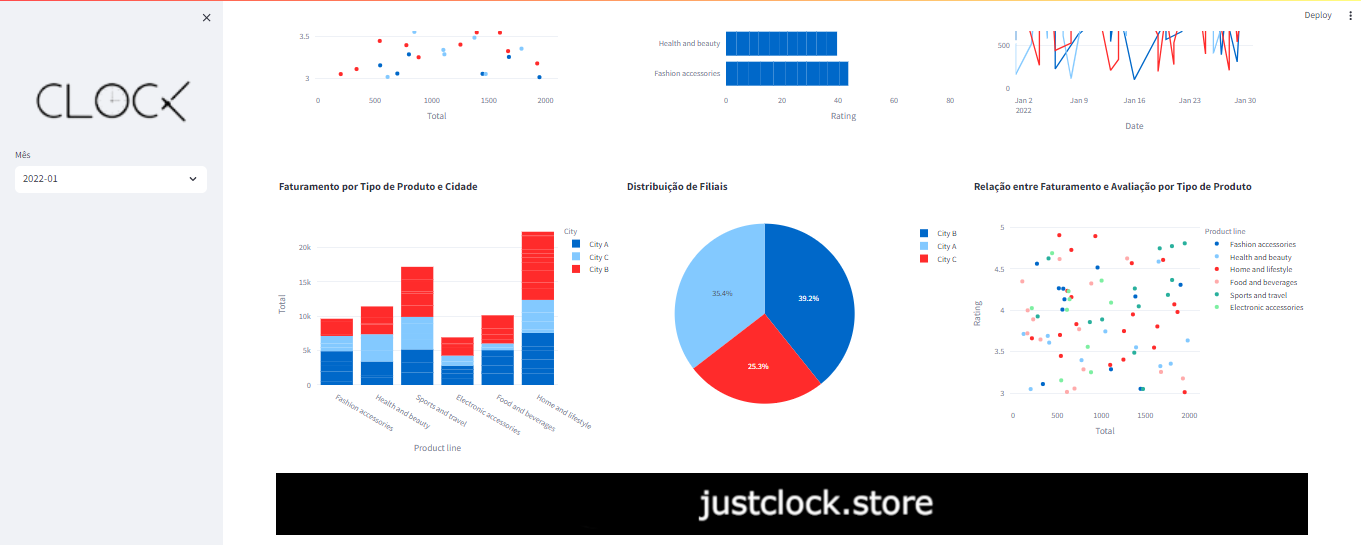 Deploy
CLOCK
Mês
2022-01
3.5
3
0 500 1000 1500 2000
Total
Health and beauty
Fashion accessories
0 20 40 60 80
Rating
500
0
Jan 2 Jan 9 Jan 16 Jan 23 Jan 30
2022
Date
Faturamento por Tipo de Produto e Cidade
20k
15k
10k
5k
0
Total
City
City A
City C
City B
Fashion accessories
Health and beauty
Sports and travel
Electronic accessories
Food and beverages
Home and lifestyle
Product line
Distribuição de Filiais
35.4%
39.2%
25.3%
City B
City A
City C
Relação entre Faturamento e Avaliação por Tipo de Produto
5
4.5
4
3.5
3
Rating
0 500 1000 1500 2000
Total
Product line
Fashion accessories
Health and beauty
Home and lifestyle
Food and beverages
Sports and travel
Electronic accessories
justclock.store